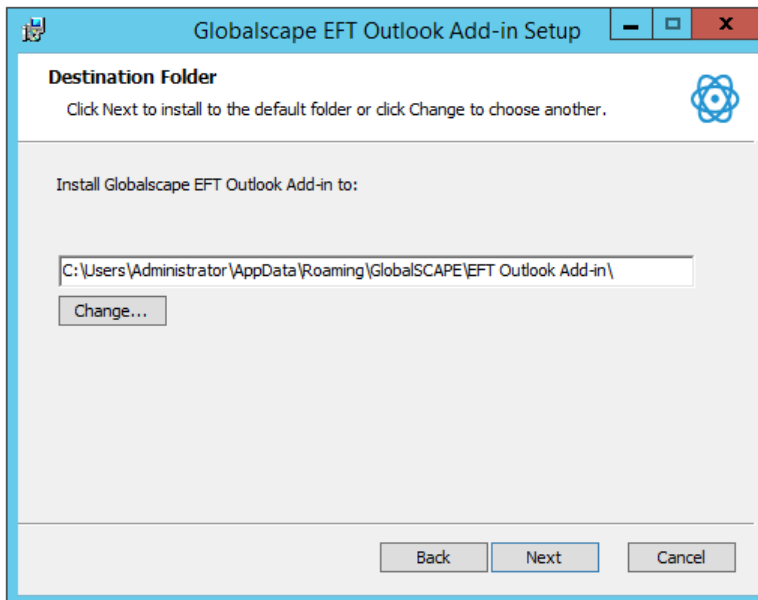 Globalscape EFT Outlook Add-in Setup
Destination Folder
Click Next to install to the default folder or click Change to choose another.
Install Globalscape EFT Outlook Add-in to:
C:\Users\Administrator\AppData\Roaming\GlobalSCAPE\EFT Outlook Add-in\
Change...
Back Next Cancel